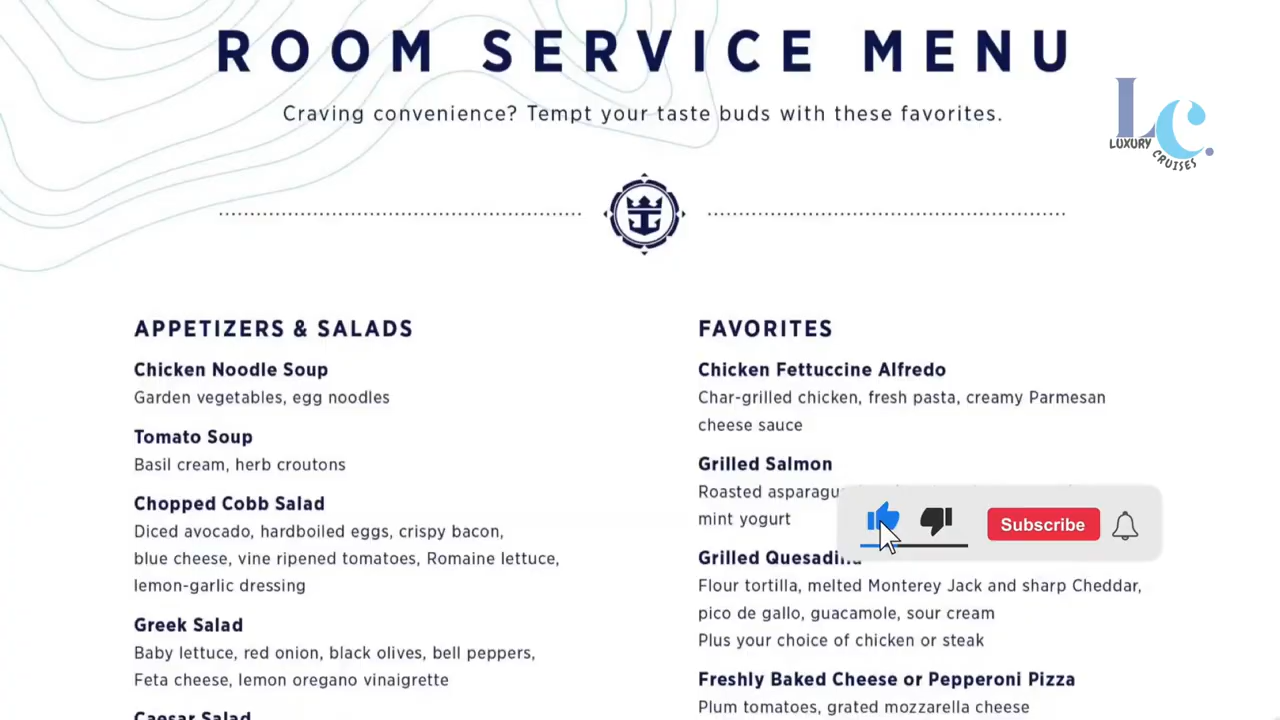 ROOM SERVICE MENU
Craving convenience? Tempt your taste buds with these favorites.
LC.
LUXURY
CRUISES
APPETIZERS & SALADS
Chicken Noodle Soup
Garden vegetables, egg noodles
Tomato Soup
Basil cream, herb croutons
Chopped Cobb Salad
Diced avocado, hardboiled eggs, crispy bacon,
blue cheese, vine ripened tomatoes, Romaine lettuce,
lemon-garlic dressing
Greek Salad
Baby lettuce, red onion, black olives, bell peppers,
Feta cheese, lemon oregano vinaigrette
Caesar Salad
FAVORITES
Chicken Fettuccine Alfredo
Char-grilled chicken, fresh pasta, creamy Parmesan
cheese sauce
Grilled Salmon
Roasted
mint yogurt
Subscribe
Grilled
Flour tortilla, melted Monterey Jack and sharp Cheddar,
pico de gallo, guacamole, sour cream
Plus your choice of chicken or steak
Freshly Baked Cheese or Pepperoni Pizza
Plum tomatoes, grated mozzarella cheese